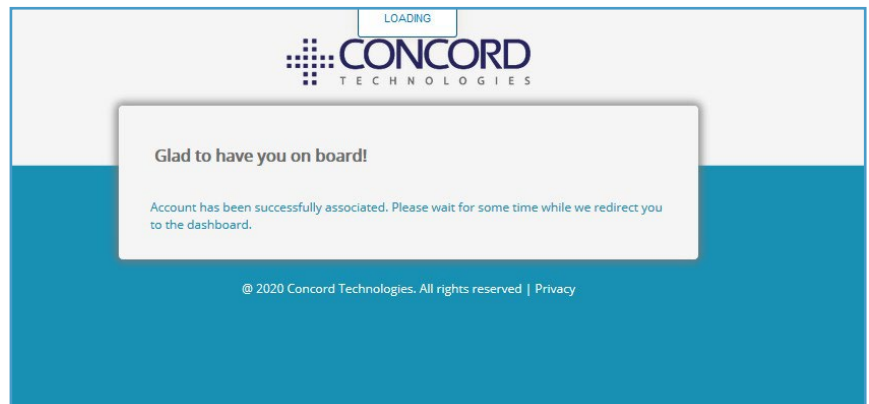 LOADING
CONCORD
TECHNOLOGIES
Glad to have you on board!
Account has been successfully associated. Please wait for some time while we redirect you
to the dashboard.
@ 2020 Concord Technologies. All rights reserved | Privacy